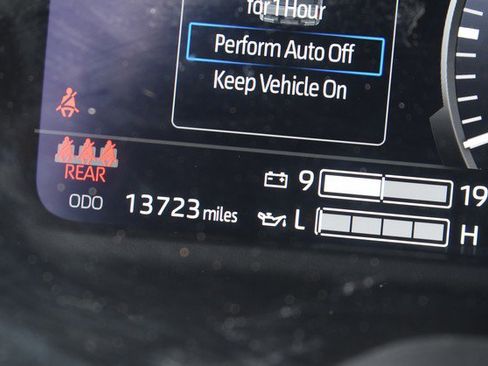 for 1 Hour
Perform Auto Off
Keep Vehicle On
REAR
9 19
ODO 13723 miles
L H